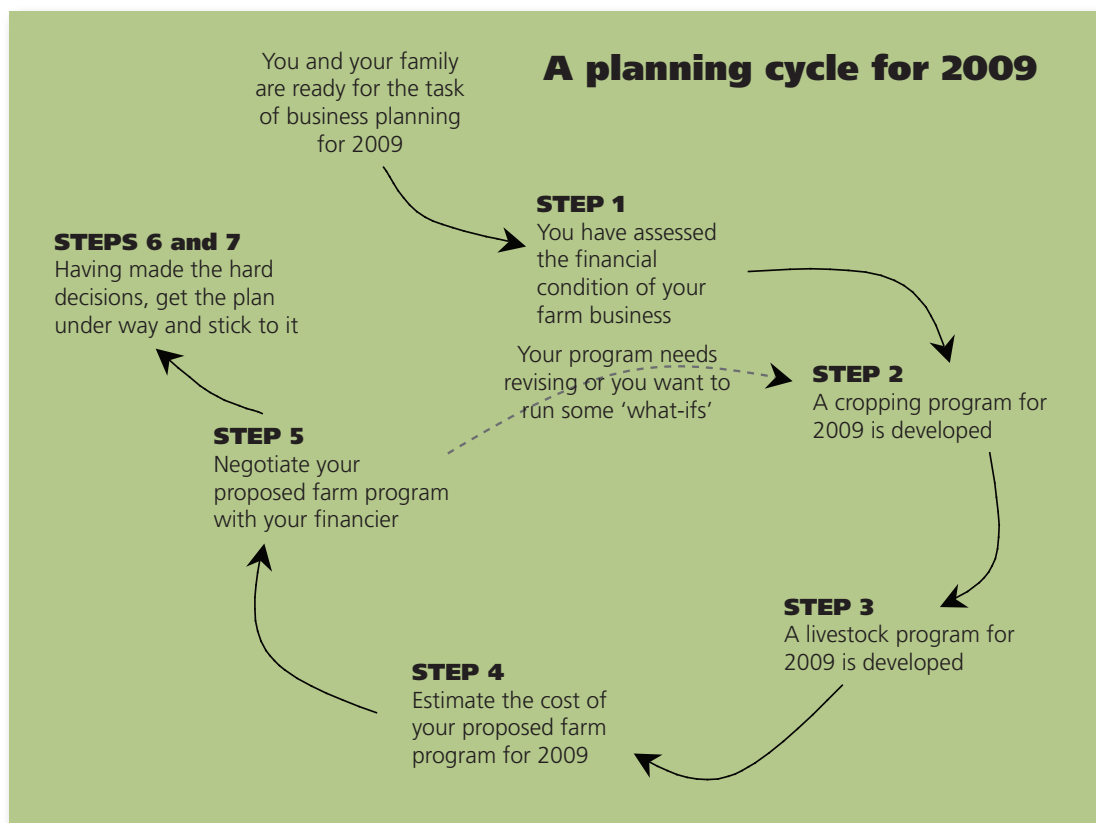 A planning cycle for 2009
You and your family
are ready for the task
of business planning
for 2009
STEP 1
You have assessed
the financial
condition of your
farm business
STEP 2
A cropping program for
2009 is developed
STEP 3
A livestock program for
2009 is developed
STEP 4
Estimate the cost of
your proposed farm
program for 2009
STEP 5
Negotiate your
proposed farm program
with your financier
Your program needs
revising or you want to
run some ‘what-ifs’
STEPS 6 and 7
Having made the hard
decisions, get the plan
under way and stick to it